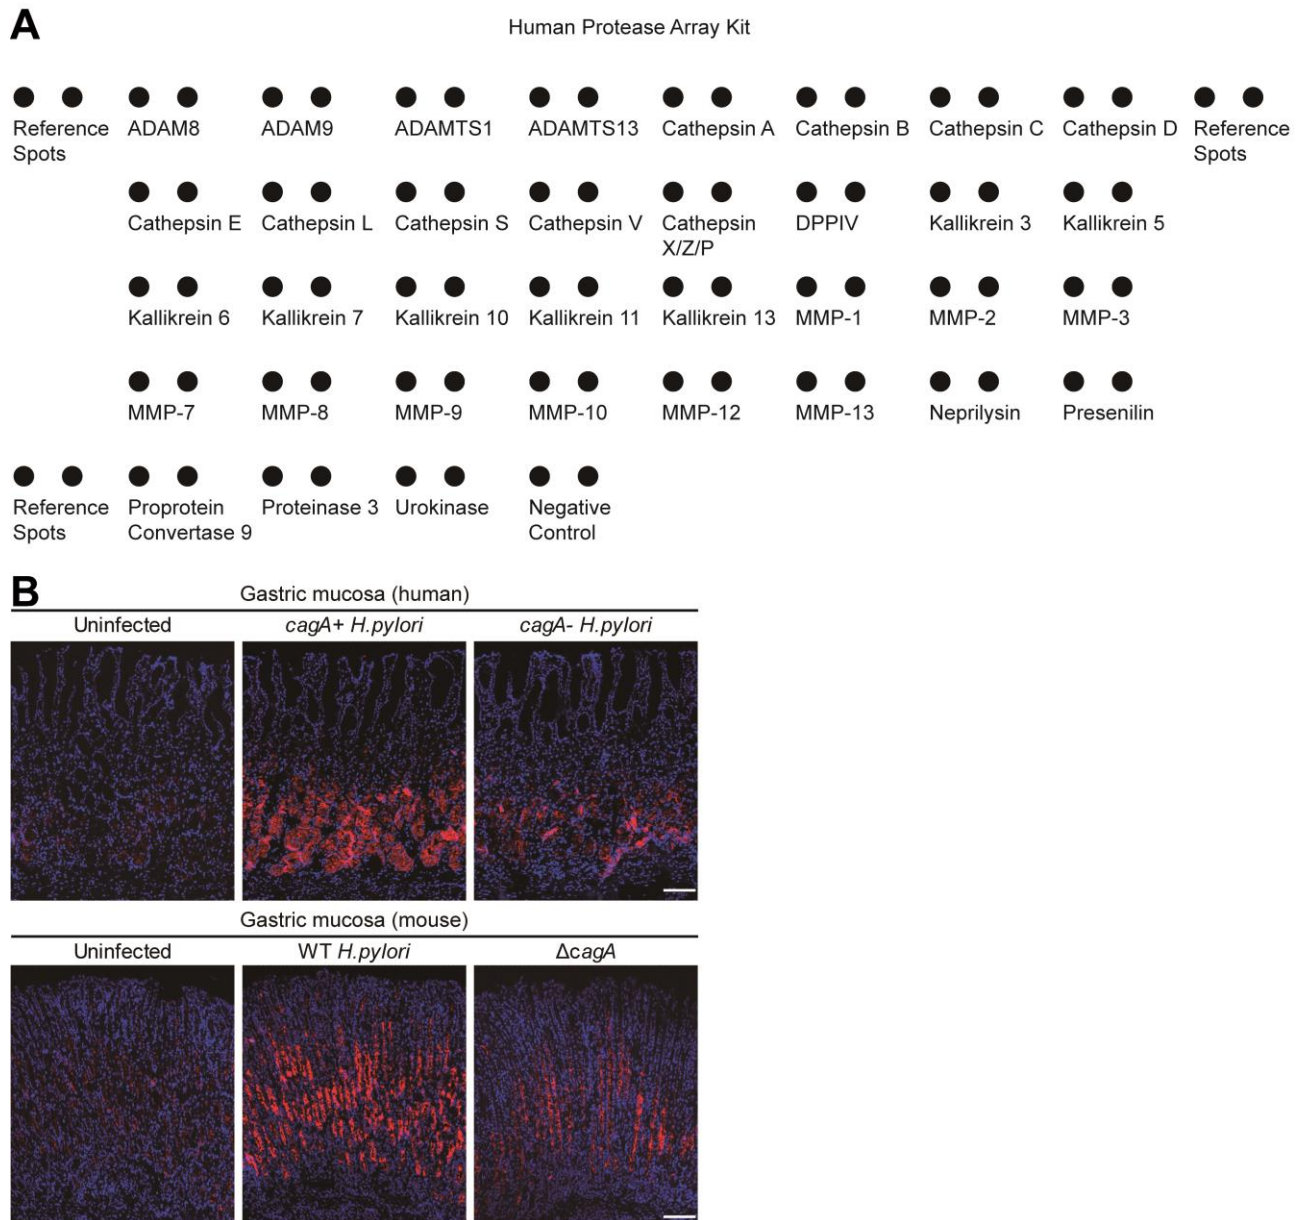 A
Human Protease Array Kit
Reference Spots ADAM8 ADAM9 ADAMTS1 ADAMTS13 Cathepsin A Cathepsin B Cathepsin C Cathepsin D Reference Spots
Cathepsin E Cathepsin L Cathepsin S Cathepsin V Cathepsin X/Z/P DPPIV Kallikrein 3 Kallikrein 5
Kallikrein 6 Kallikrein 7 Kallikrein 10 Kallikrein 11 Kallikrein 13 MMP-1 MMP-2 MMP-3
MMP-7 MMP-8 MMP-9 MMP-10 MMP-12 MMP-13 Neprilysin Presenilin
Reference Spots Proprotein Convertase 9 Proteinase 3 Urokinase Negative Control
B
Gastric mucosa (human)
Uninfected cagA+ H.pylori cagA- H.pylori
Gastric mucosa (mouse)
Uninfected WT H.pylori ΔcagA